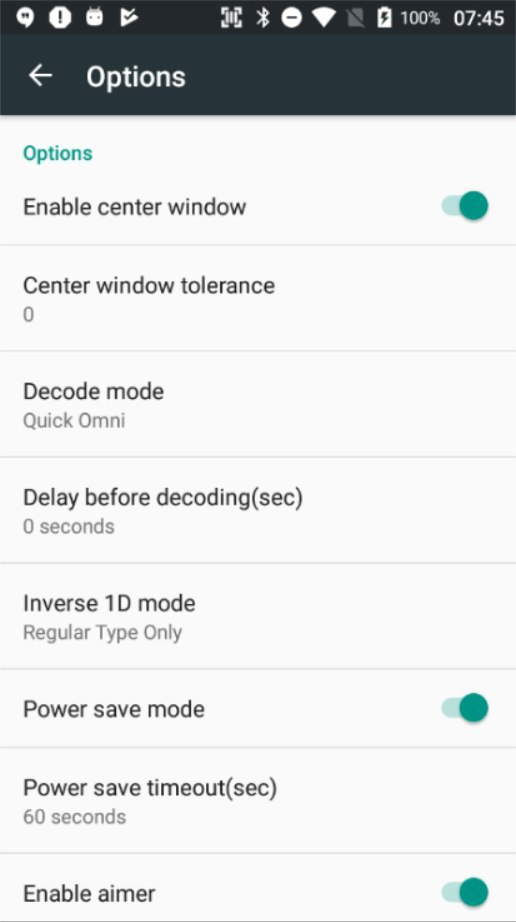 100% 07:45
Options
Options
Enable center window
Center window tolerance
0
Decode mode
Quick Omni
Delay before decoding(sec)
0 seconds
Inverse 1D mode
Regular Type Only
Power save mode
Power save timeout(sec)
60 seconds
Enable aimer